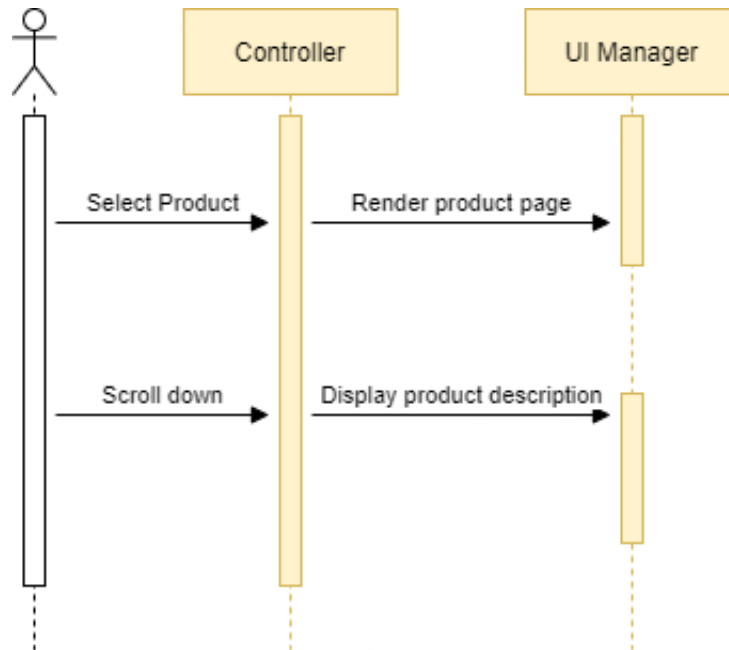 Controller
UI Manager
Select Product
Render product page
Scroll down
Display product description